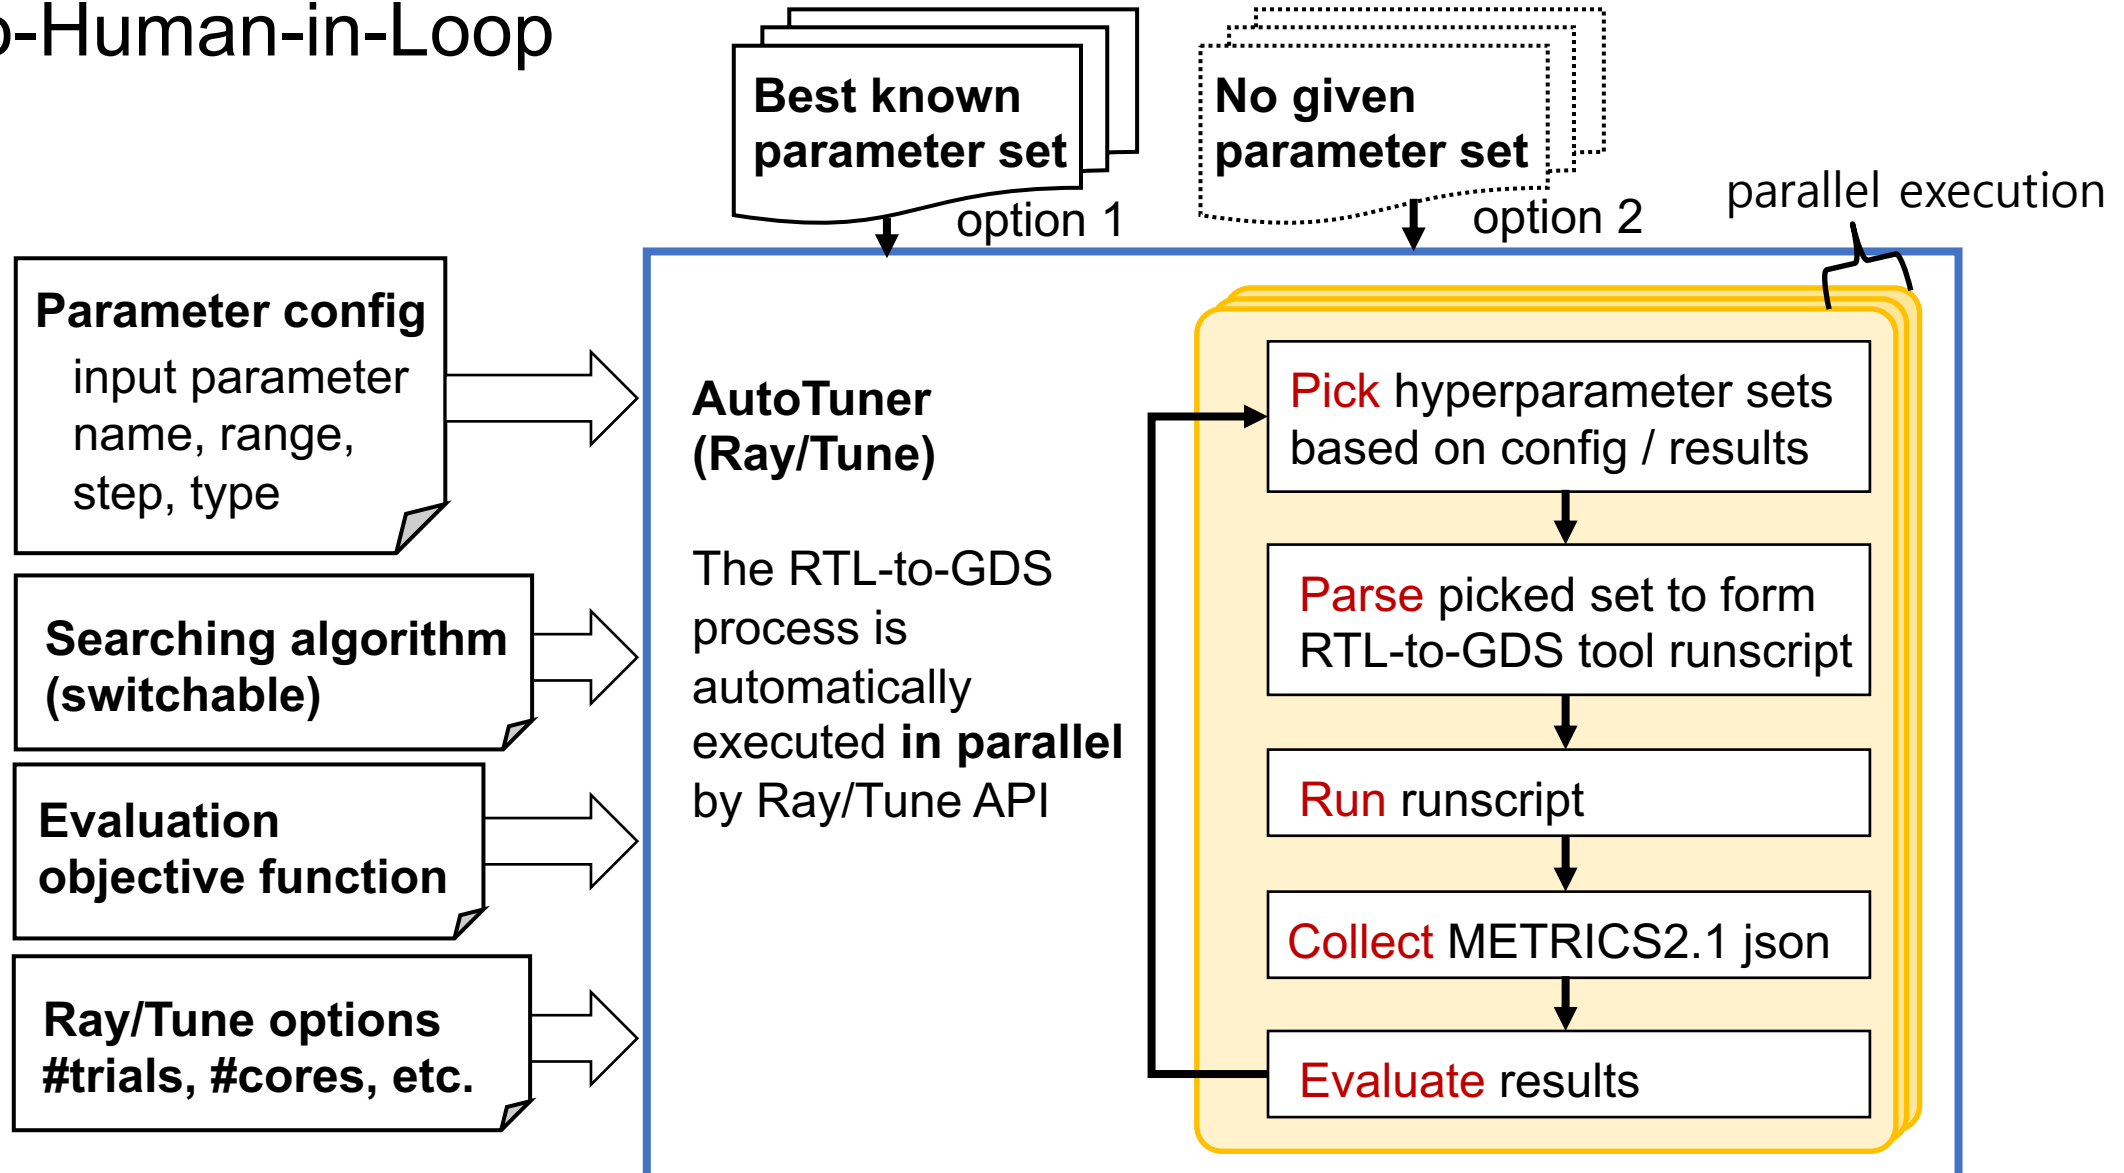 o-Human-in-Loop
Best known
parameter set
option 1
No given
parameter set
option 2
parallel execution
Parameter config
input parameter
name, range,
step, type
Searching algorithm
(switchable)
Evaluation
objective function
Ray/Tune options
#trials, #cores, etc.
AutoTuner
(Ray/Tune)
The RTL-to-GDS
process is
automatically
executed in parallel
by Ray/Tune API
Pick hyperparameter sets
based on config / results
Parse picked set to form
RTL-to-GDS tool runscript
Run runscript
Collect METRICS2.1 json
Evaluate results